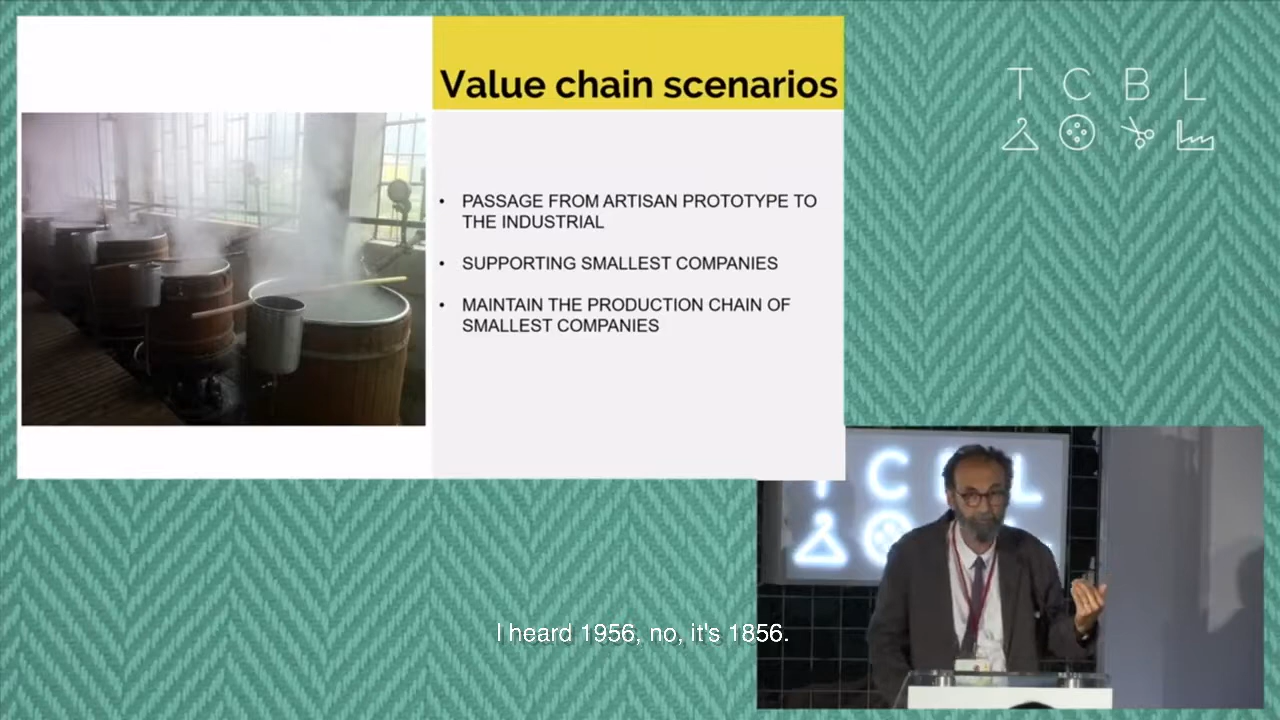 Value chain scenarios
T C B L
• PASSAGE FROM ARTISAN PROTOTYPE TO
THE INDUSTRIAL
• SUPPORTING SMALLEST COMPANIES
• MAINTAIN THE PRODUCTION CHAIN OF
SMALLEST COMPANIES
T C B L
I heard 1956, no, it's 1856.